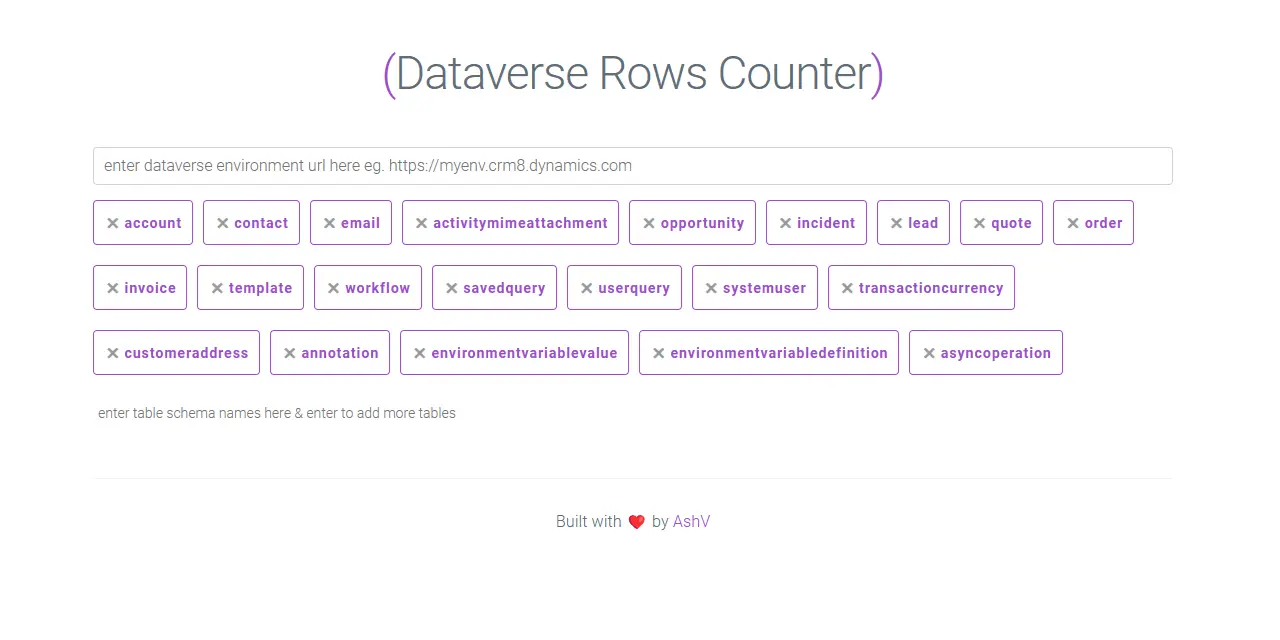 (Dataverse Rows Counter)
enter dataverse environment url here eg. https://myenv.crm8.dynamics.com
✕ account ✕ contact ✕ email ✕ activitymimeattachment ✕ opportunity ✕ incident ✕ lead ✕ quote ✕ order
✕ invoice ✕ template ✕ workflow ✕ savedquery ✕ userquery ✕ systemuser ✕ transactioncurrency
✕ customeraddress ✕ annotation ✕ environmentvariablevalue ✕ environmentvariabledefinition ✕ asyncoperation
enter table schema names here & enter to add more tables
Built with ❤️ by AshV